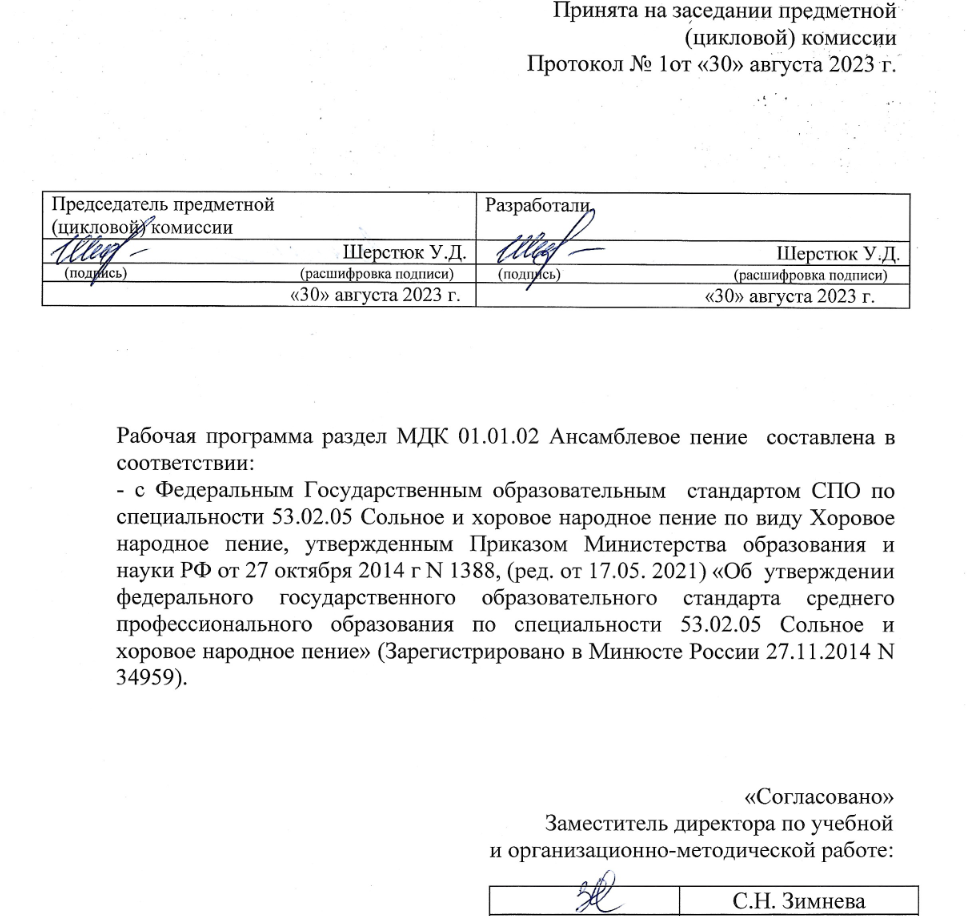 Принята на заседании предметной
(цикловой) комиссии
Протокол № 1от «30» августа 2023 г.
Председатель предметной
(цикловой) комиссии
Разработали
Шерстюк У.Д.
(подпись) (расшифровка подписи)
«30» августа 2023 г.
Шерстюк У.Д.
(подпись) (расшифровка подписи)
«30» августа 2023 г.
Рабочая программа раздел МДК 01.01.02 Ансамблевое пение составлена в
соответствии:
- с Федеральным Государственным образовательным стандартом СПО по
специальности 53.02.05 Сольное и хоровое народное пение по виду Хоровое
народное пение, утвержденным Приказом Министерства образования и
науки РФ от 27 октября 2014 г N 1388, (ред. от 17.05. 2021) «Об утверждении
федерального государственного образовательного стандарта среднего
профессионального образования по специальности 53.02.05 Сольное и
хоровое народное пение» (Зарегистрировано в Минюсте России 27.11.2014 N
34959).
«Согласовано»
Заместитель директора по учебной
и организационно-методической работе:
С.Н. Зимнева